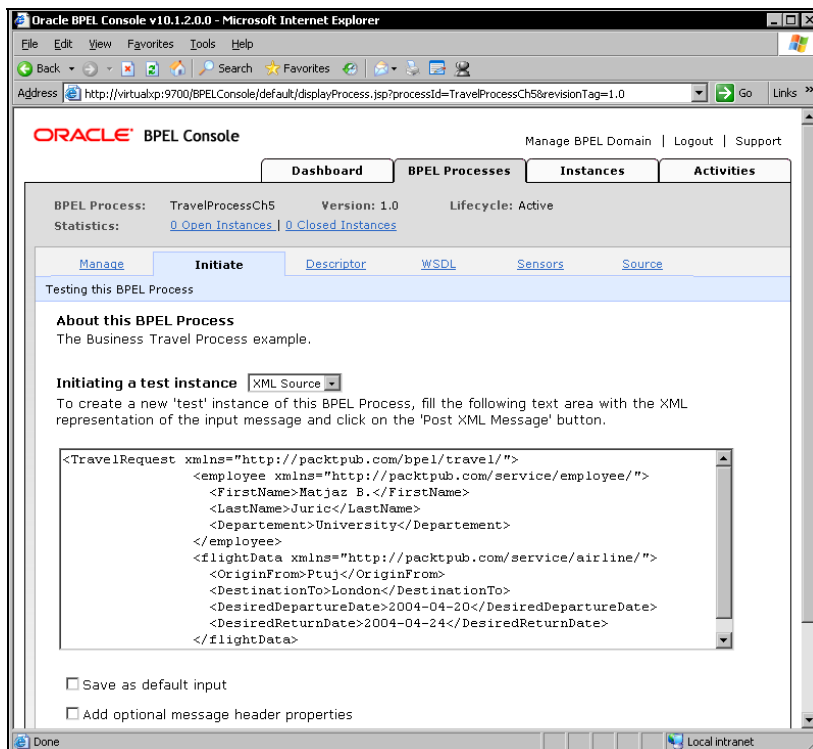 Oracle BPEL Console v10.1.2.0.0 - Microsoft Internet Explorer
File Edit View Favorites Tools Help
Back Search Favorites
Address http://virtualxp:9700/BPELConsole/default/displayProcess.jsp?processId=TravelProcessCh5&revisionTag=1.0 Go Links »
ORACLE BPEL Console
Manage BPEL Domain | Logout | Support
Dashboard BPEL Processes Instances Activities
BPEL Process: TravelProcessCh5 Version: 1.0 Lifecycle: Active
Statistics: 0 Open Instances | 0 Closed Instances
Manage Initiate Descriptor WSDL Sensors Source
Testing this BPEL Process
About this BPEL Process
The Business Travel Process example.
Initiating a test instance XML Source
To create a new 'test' instance of this BPEL Process, fill the following text area with the XML
representation of the input message and click on the 'Post XML Message' button.
<TravelRequest xmlns="http://packtpub.com/bpel/travel/">
<employee xmlns="http://packtpub.com/service/employee/">
<FirstName>Matjaz B.</FirstName>
<LastName>Juric</LastName>
<Departement>University</Departement>
</employee>
<flightData xmlns="http://packtpub.com/service/airline/">
<OriginFrom>Ptuj</OriginFrom>
<DestinationTo>London</DestinationTo>
<DesiredDepartureDate>2004-04-20</DesiredDepartureDate>
<DesiredReturnDate>2004-04-24</DesiredReturnDate>
</flightData>
Save as default input
Add optional message header properties
Done Local intranet